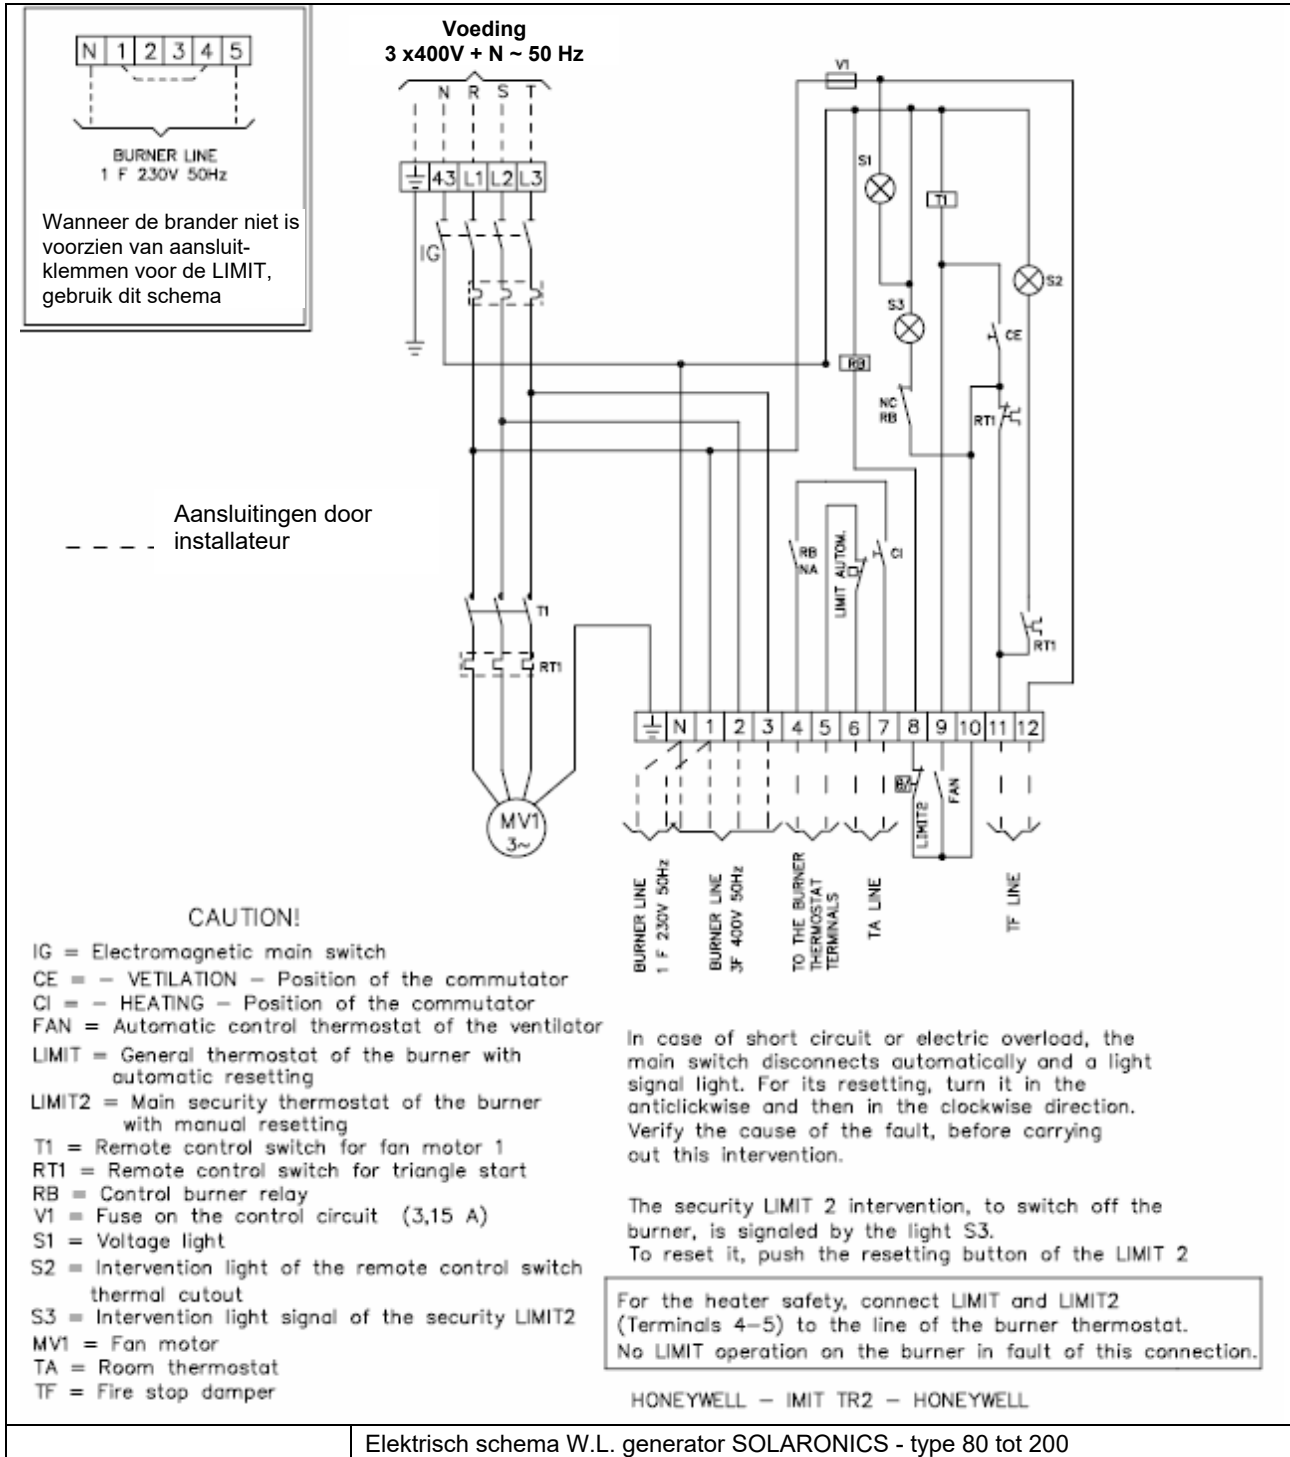 N 1 2 3 4 5
BURNER LINE
1 F 230V 50Hz
Wanneer de brander niet is
voorzien van aansluit-
klemmen voor de LIMIT,
gebruik dit schema
Voeding
3 x400V + N ~ 50 Hz
N R S T
43 L1 L2 L3
IG
V1
S1
T1
S2
S3
CE
RB
NC
RB
RT1
Aansluitingen door
installateur
RB
NA
LIMIT AUTOM.
CI
T1
RT1
RT1
N 1 2 3 4 5 6 7 8 9 10 11 12
MV1
3~
LIMIT2
FAN
BURNER LINE
1 F 230V 50Hz
BURNER LINE
3F 400V 50Hz
TO THE BURNER
THERMOSTAT
TERMINALS
TA LINE
TF LINE
CAUTION!
IG = Electromagnetic main switch
CE = – VETILATION – Position of the commutator
CI = – HEATING – Position of the commutator
FAN = Automatic control thermostat of the ventilator
LIMIT = General thermostat of the burner with
automatic resetting
LIMIT2 = Main security thermostat of the burner
with manual resetting
T1 = Remote control switch for fan motor 1
RT1 = Remote control switch for triangle start
RB = Control burner relay
V1 = Fuse on the control circuit (3,15 A)
S1 = Voltage light
S2 = Intervention light of the remote control switch
thermal cutout
S3 = Intervention light signal of the security LIMIT2
MV1 = Fan motor
TA = Room thermostat
TF = Fire stop damper
In case of short circuit or electric overload, the
main switch disconnects automatically and a light
signal light. For its resetting, turn it in the
anticlickwise and then in the clockwise direction.
Verify the cause of the fault, before carrying
out this intervention.
The security LIMIT 2 intervention, to switch off the
burner, is signaled by the light S3.
To reset it, push the resetting button of the LIMIT 2
For the heater safety, connect LIMIT and LIMIT2
(Terminals 4–5) to the line of the burner thermostat.
No LIMIT operation on the burner in fault of this connection.
HONEYWELL – IMIT TR2 – HONEYWELL
Elektrisch schema W.L. generator SOLARONICS - type 80 tot 200